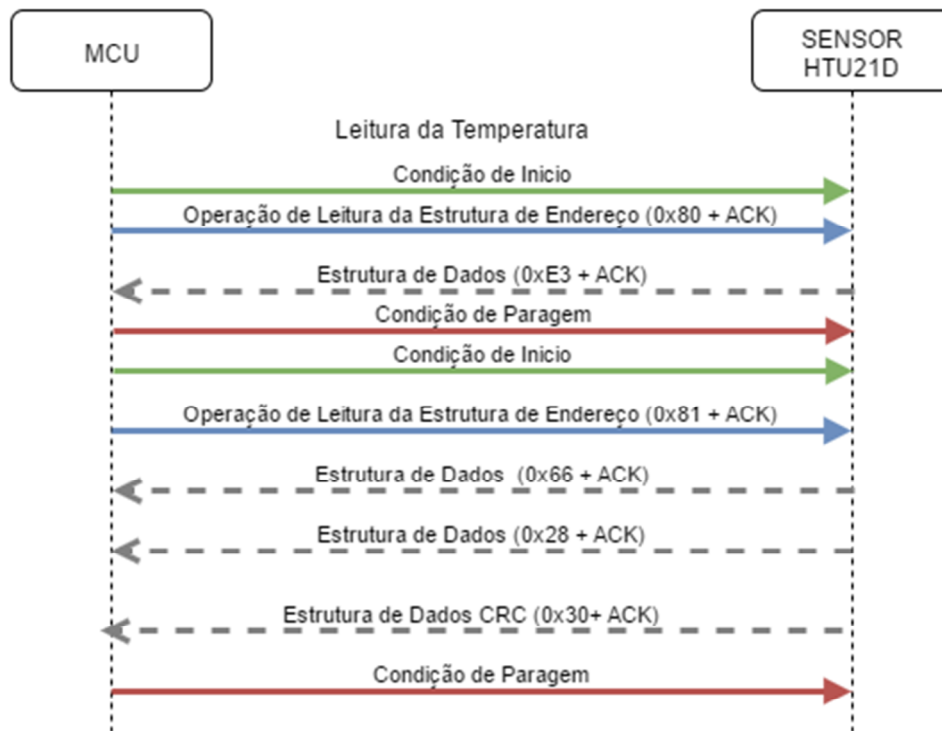 MCU
SENSOR
HTU21D
Leitura da Temperatura
Condição de Inicio
Operação de Leitura da Estrutura de Endereço (0x80 + ACK)
Estrutura de Dados (0xE3 + ACK)
Condição de Paragem
Condição de Inicio
Operação de Leitura da Estrutura de Endereço (0x81 + ACK)
Estrutura de Dados (0x66 + ACK)
Estrutura de Dados (0x28 + ACK)
Estrutura de Dados CRC (0x30+ ACK)
Condição de Paragem